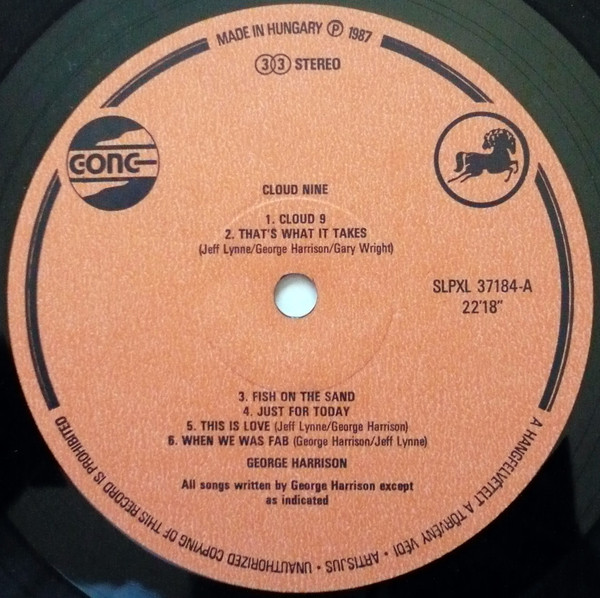 MADE IN HUNGARY Ⓟ 1987
33 STEREO
GONG
CLOUD NINE
1. CLOUD 9
2. THAT'S WHAT IT TAKES
(Jeff Lynne/George Harrison/Gary Wright)
SLPXL 37184-A
22'18"
3. FISH ON THE SAND
4. JUST FOR TODAY
5. THIS IS LOVE (Jeff Lynne/George Harrison)
6. WHEN WE WAS FAB (George Harrison/Jeff Lynne)
GEORGE HARRISON
All songs written by George Harrison except
as indicated
A HANGFELVÉTELT A TÖRVÉNY VÉDI • ARTISJUS • UNAUTHORIZED COPYING OF THIS RECORD IS PROHIBITED